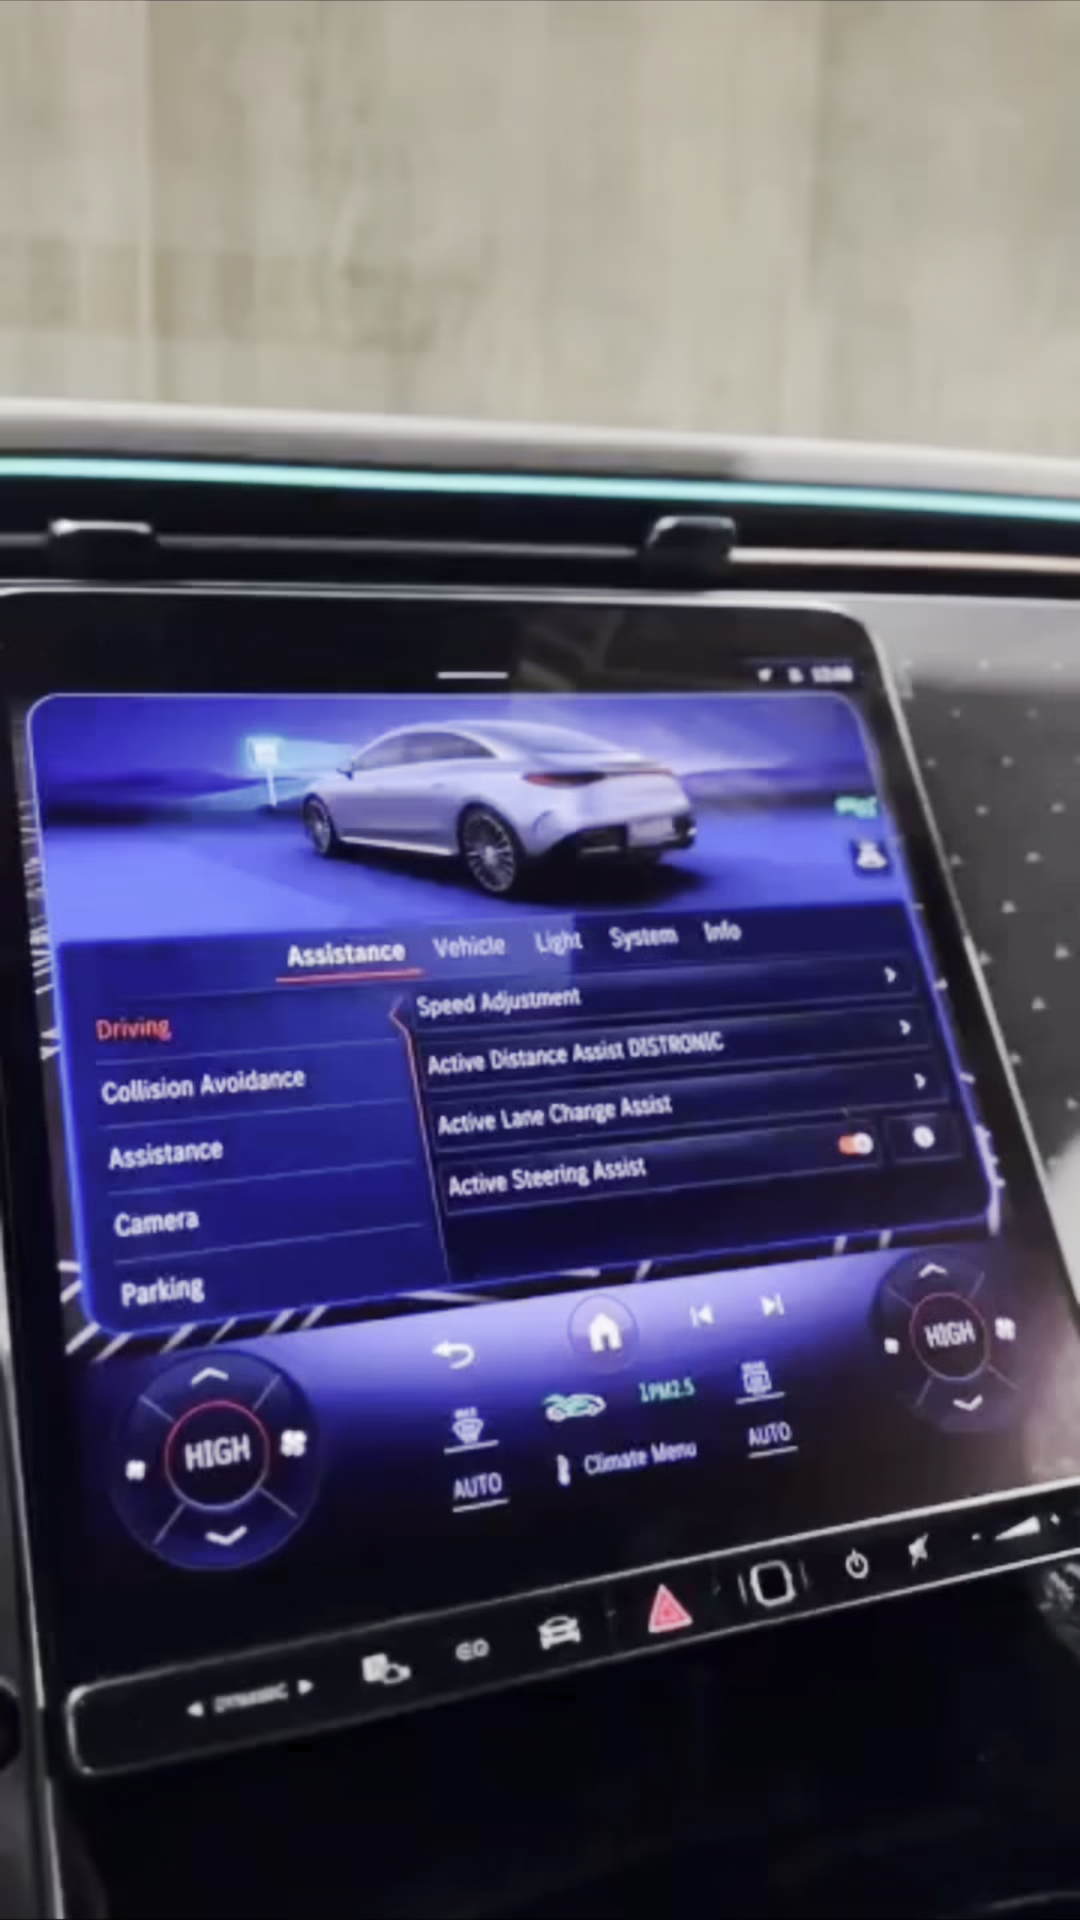 Assistance Vehicle Light System Info
Driving
Collision Avoidance
Assistance
Camera
Parking
Speed Adjustment
Active Distance Assist DISTRONIC
Active Lane Change Assist
Active Steering Assist
HIGH
HIGH
PM2.5
AUTO
Climate Menu
AUTO
DYNAMIC